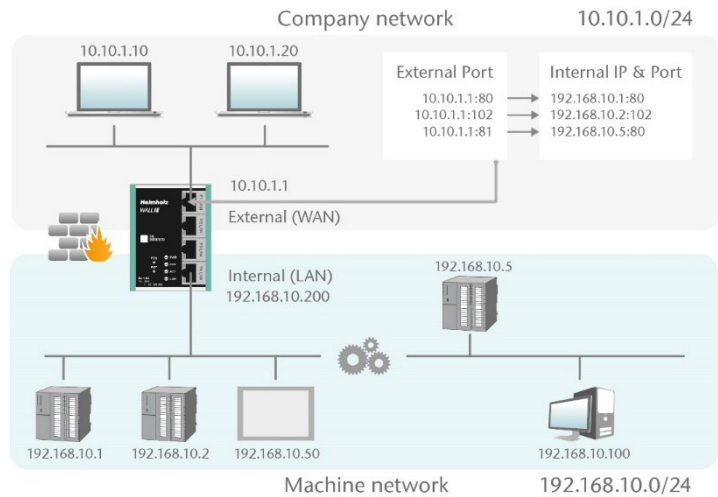 Company network 10.10.1.0/24
10.10.1.10
10.10.1.20
External Port
10.10.1.1:80
10.10.1.1:102
10.10.1.1:81
Internal IP & Port
192.168.10.1:80
192.168.10.2:102
192.168.10.5:80
10.10.1.1
External (WAN)
Helmholz
WALL IE
Internal (LAN)
192.168.10.200
192.168.10.5
192.168.10.1
192.168.10.2
192.168.10.50
192.168.10.100
Machine network 192.168.10.0/24